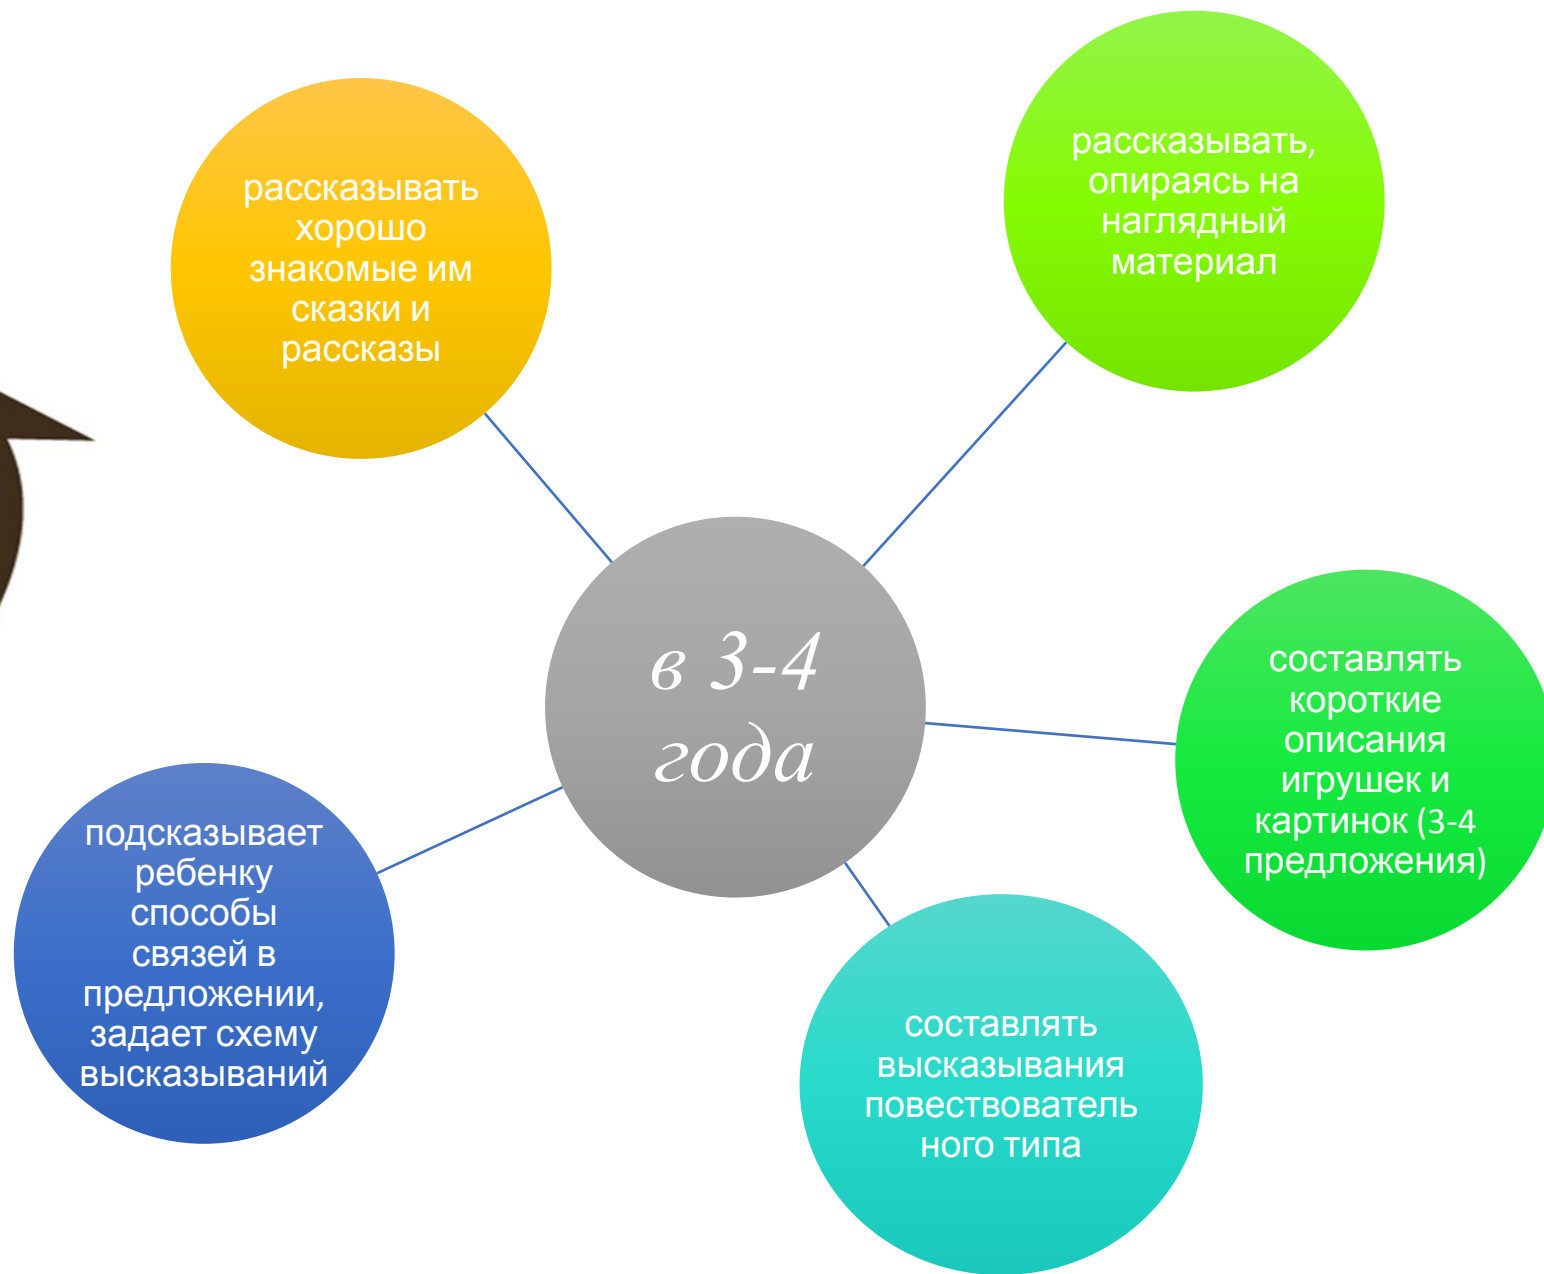 рассказывать
хорошо
знакомые им
сказки и
рассказы
рассказывать,
опираясь на
наглядный
материал
в 3-4
года
составлять
короткие
описания
игрушек и
картинок (3-4
предложения)
подсказывает
ребенку
способы
связей в
предложении,
задает схему
высказываний
составлять
высказывания
повествователь
ного типа